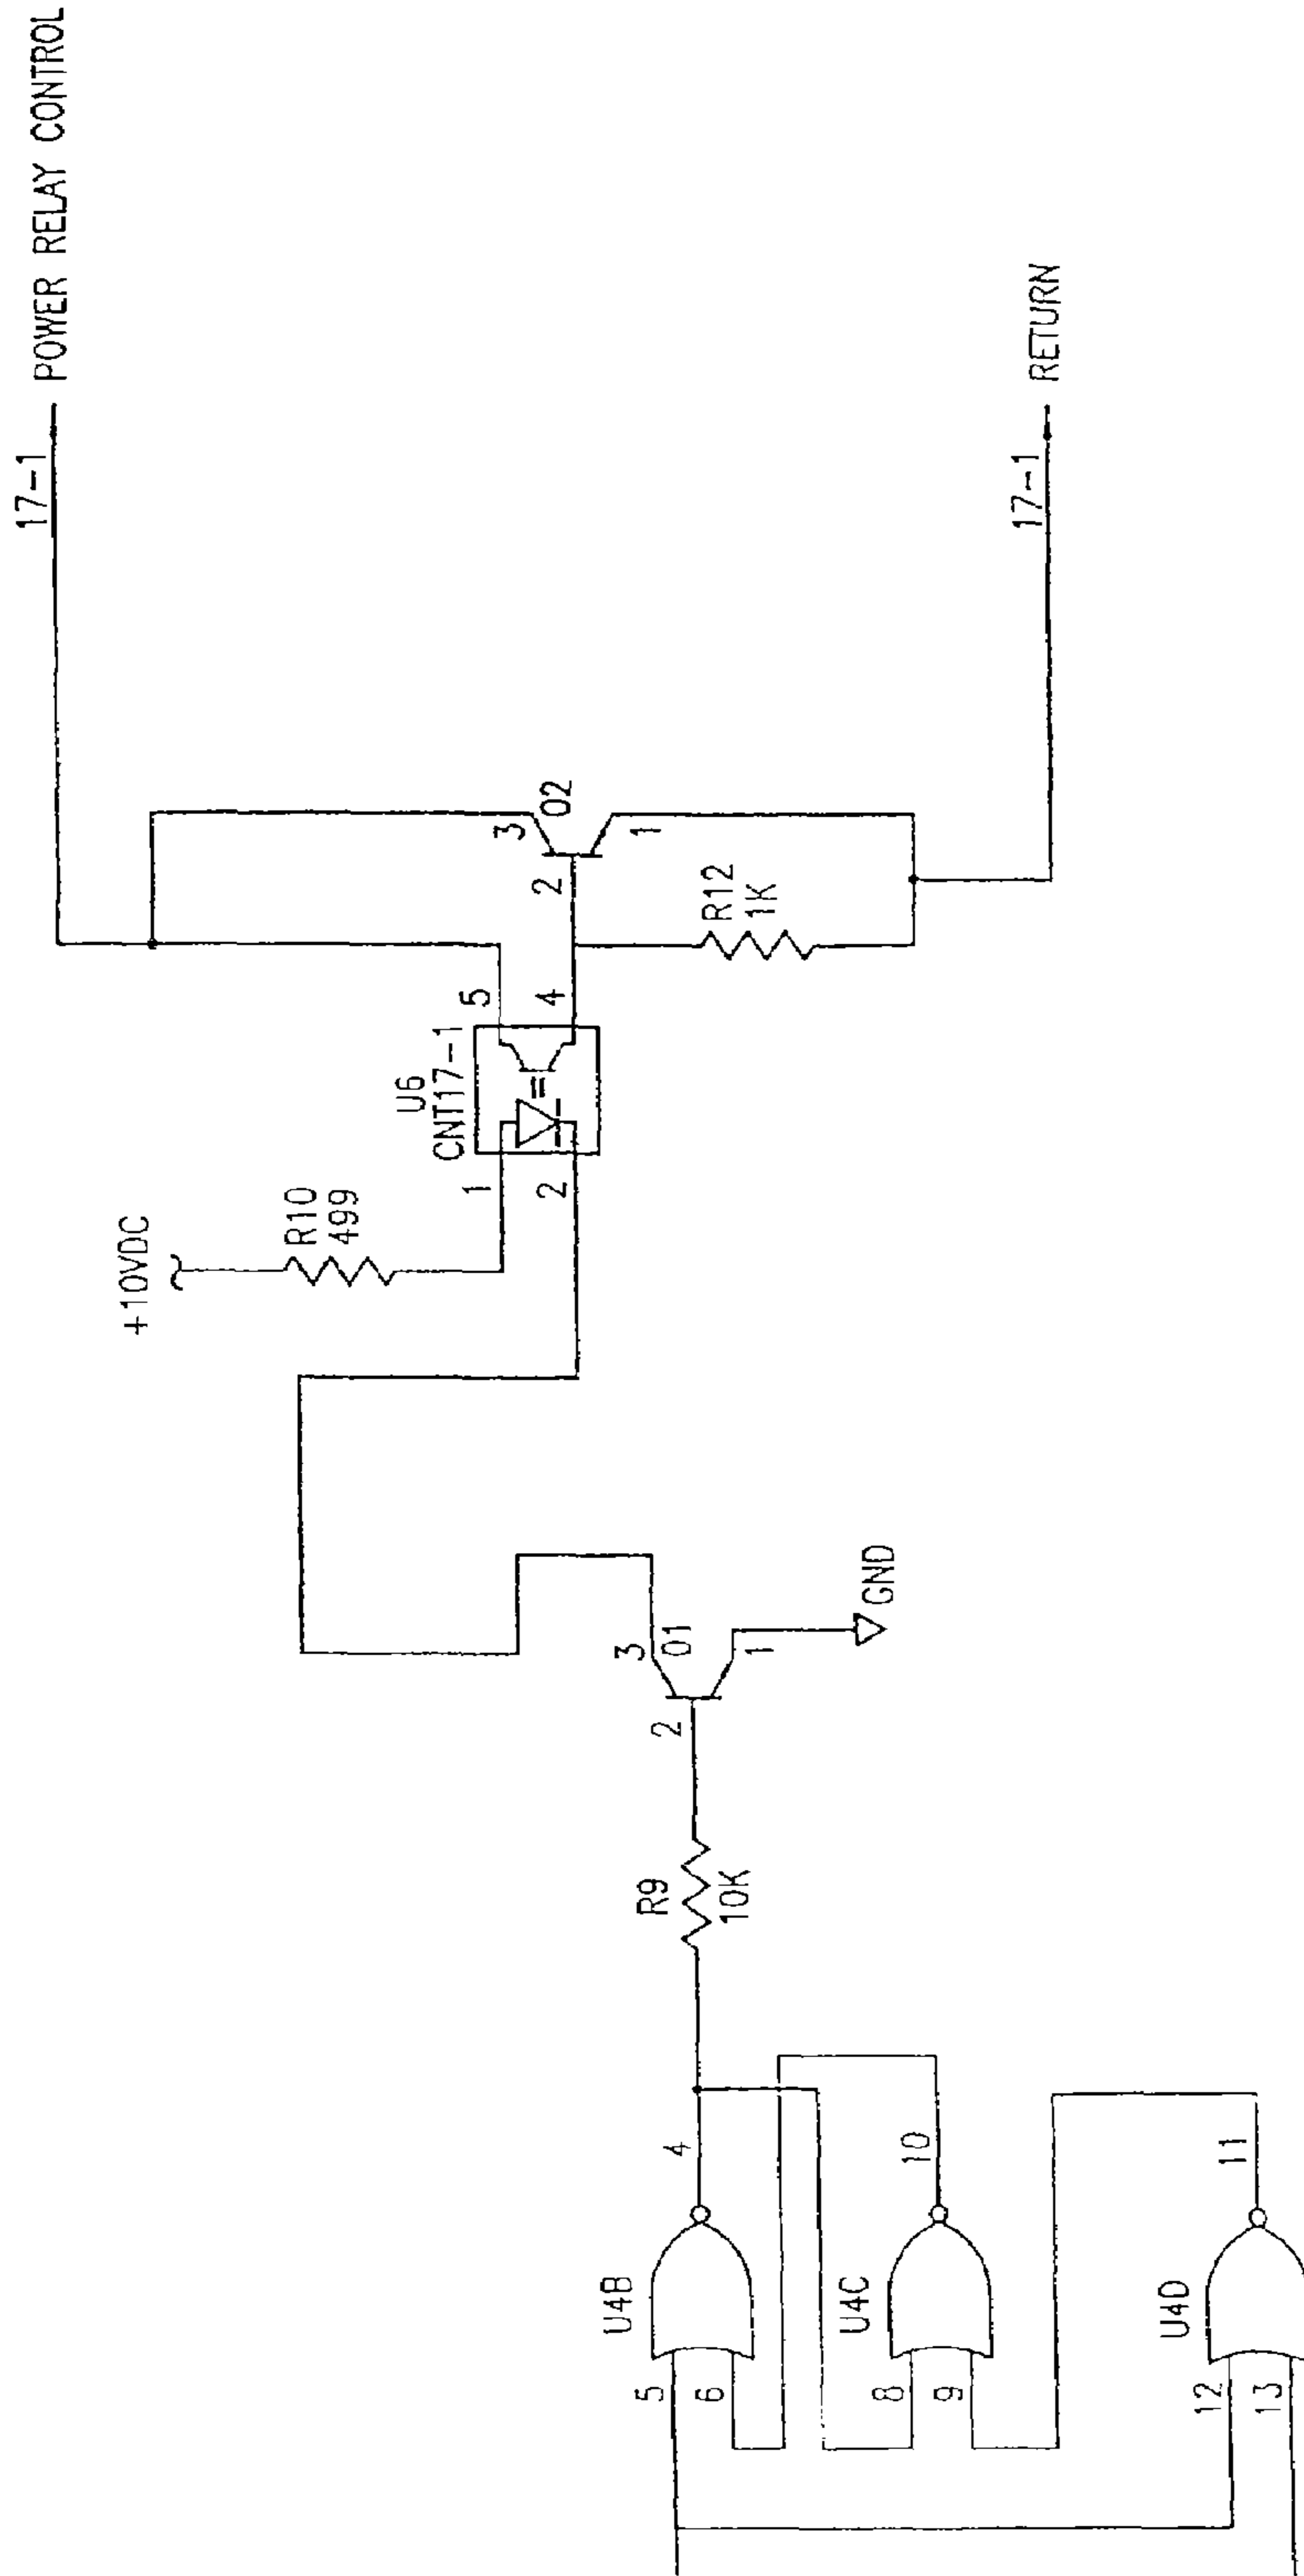 17-1
POWER RELAY CONTROL
+10VDC
R10
499
U6
CNT17-1
1
2
5
4
3
O2
2
1
R12
1K
17-1
RETURN
3
O1
2
1
GND
R9
10K
U4B
5
6
4
U4C
8
9
10
U4D
12
13
11